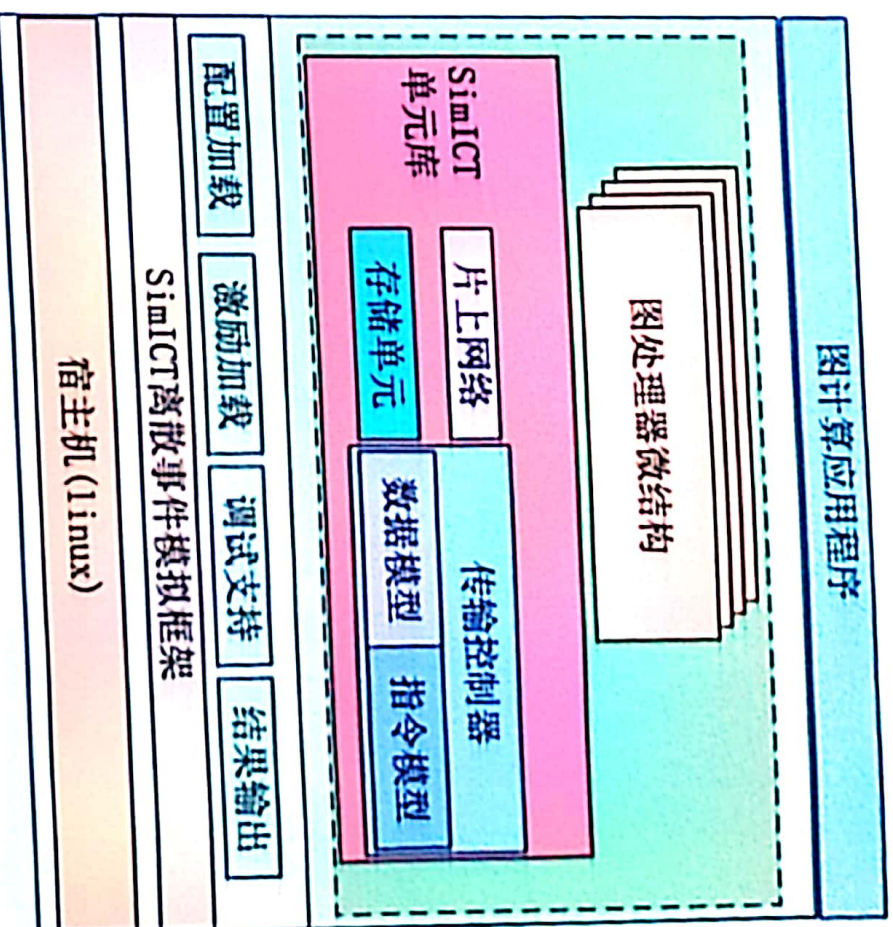 图计算应用程序
图处理器微结构
SimICT
单元库
片上网络
传输控制器
存储单元
数据模型
指令模型
配置加载
激励加载
调试支持
结果输出
SimICT离散事件模拟框架
宿主机(linux)